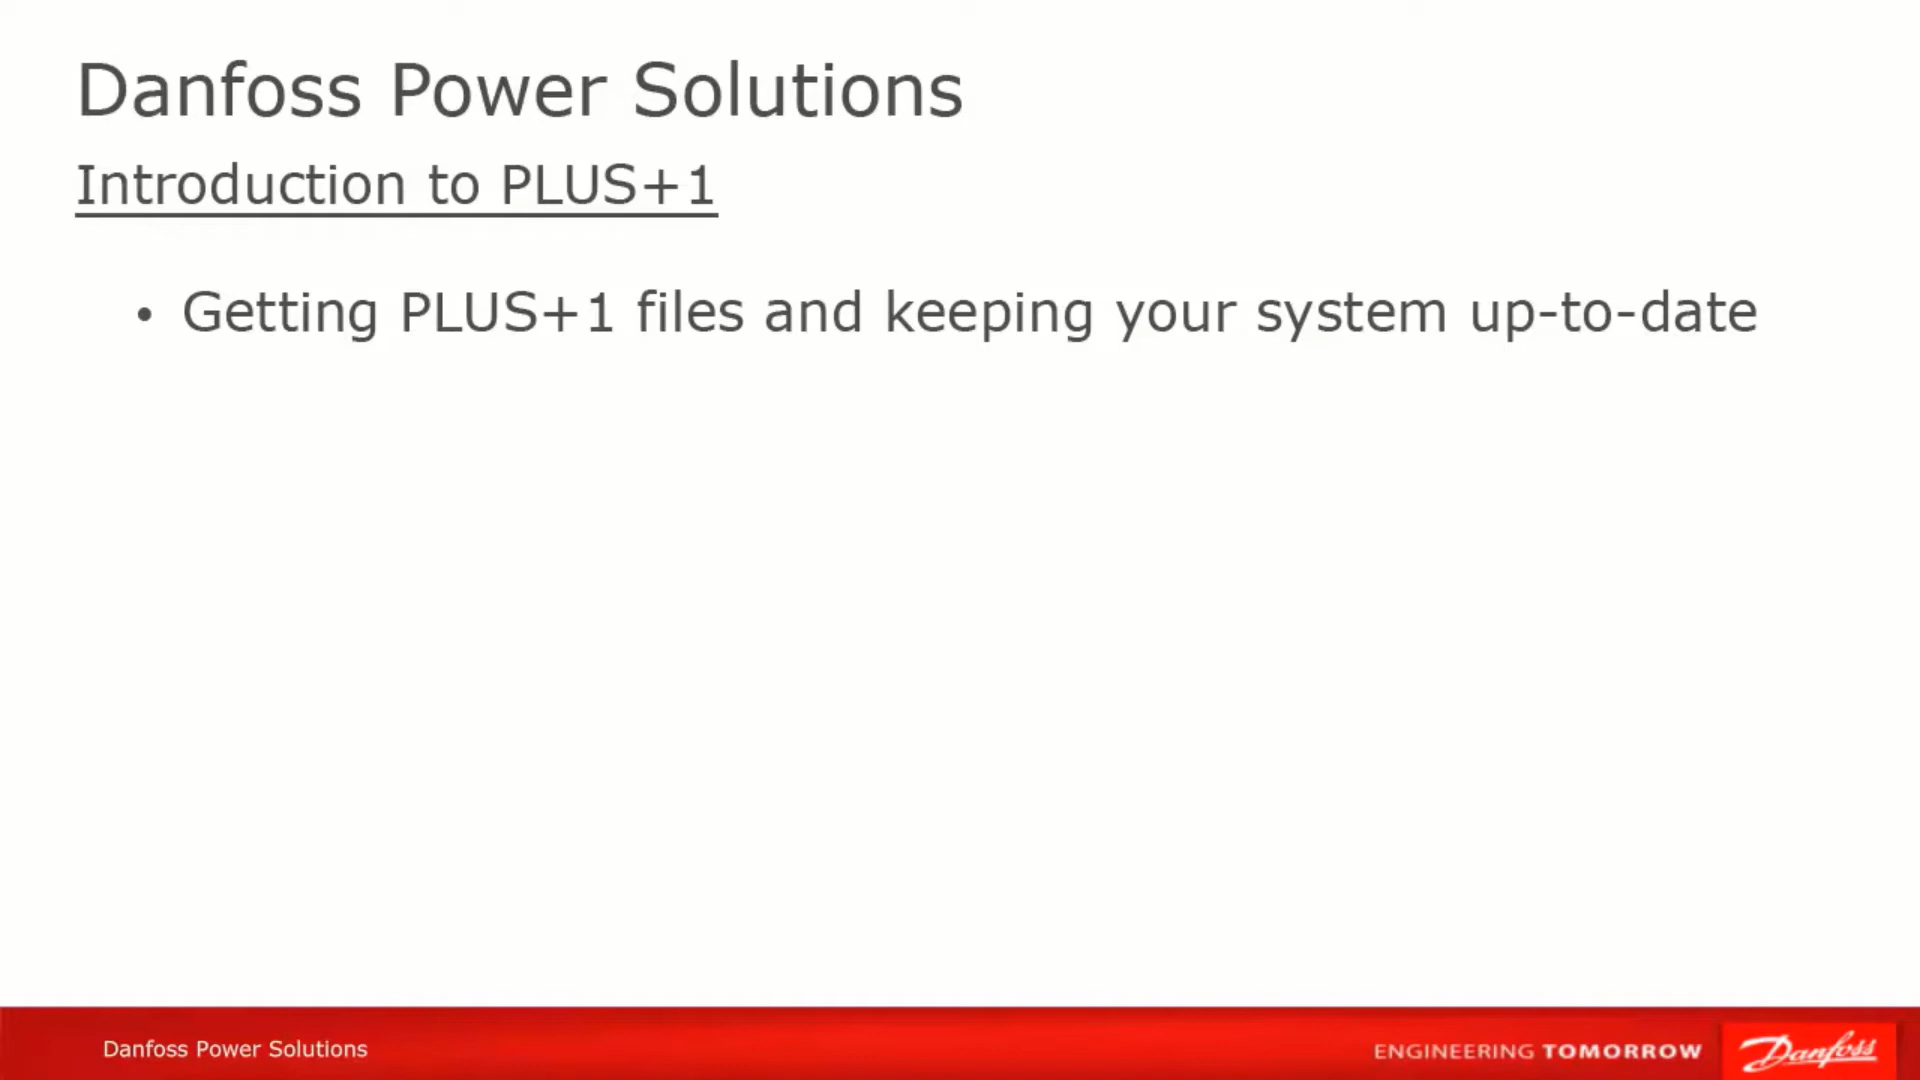 Danfoss Power Solutions
Introduction to PLUS+1
• Getting PLUS+1 files and keeping your system up-to-date
Danfoss Power Solutions
ENGINEERING TOMORROW
Danfoss